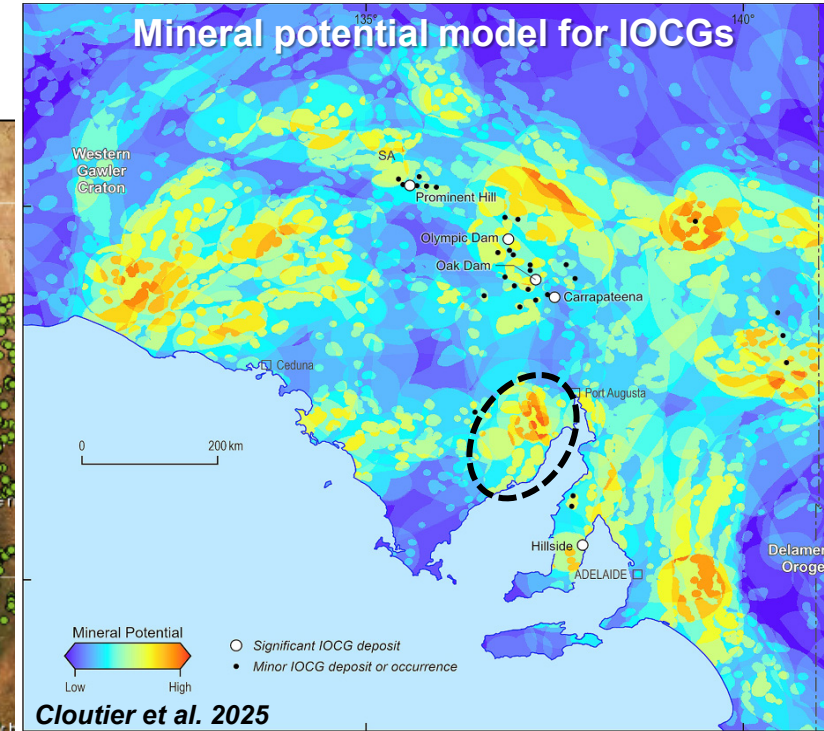 Mineral potential model for IOCGs
135°
140°
Western
Gawler
Craton
SA
Prominent Hill
Olympic Dam
Oak Dam
Carrapateena
Ceduna
Port Augusta
0
200 km
Hillside
ADELAIDE
Delamer
Oroge
Mineral Potential
Low
High
Significant IOCG deposit
Minor IOCG deposit or occurrence
Cloutier et al. 2025